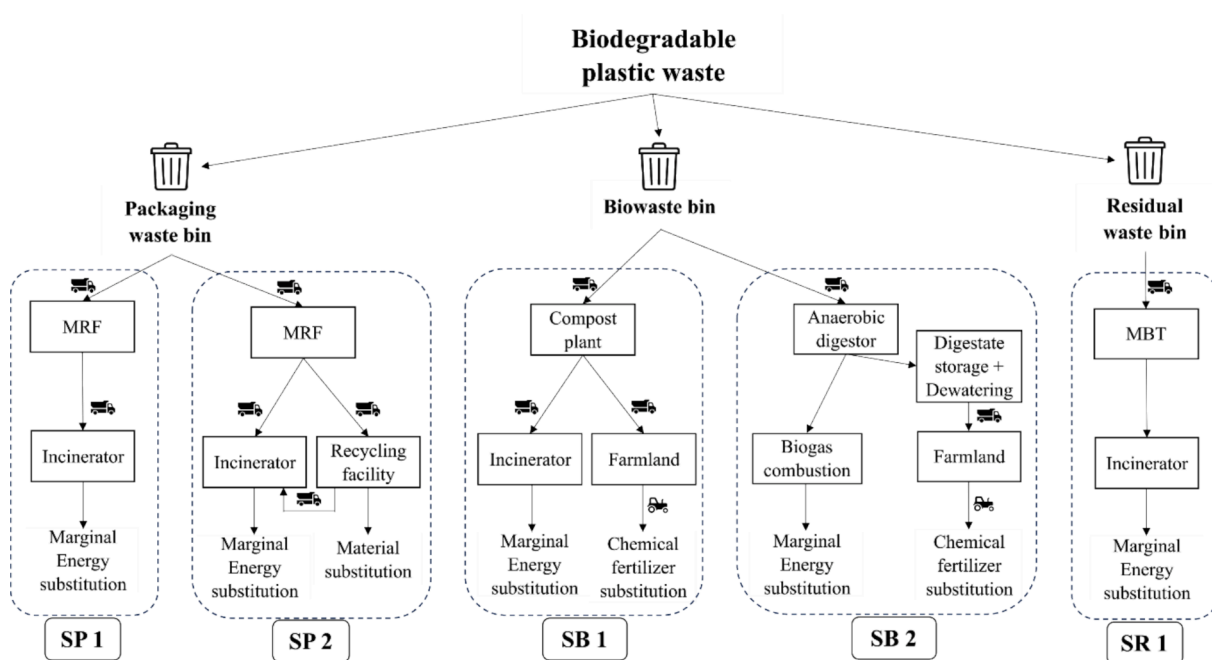 Biodegradable
plastic waste
Packaging
waste bin
Biowaste bin
Residual
waste bin
MRF
Incinerator
Marginal
Energy
substitution
SP 1
MRF
Incinerator
Recycling
facility
Marginal
Energy
substitution
Material
substitution
SP 2
Compost
plant
Incinerator
Farmland
Marginal
Energy
substitution
Chemical
fertilizer
substitution
SB 1
Anaerobic
digestor
Digestate
storage +
Dewatering
Biogas
combustion
Farmland
Marginal
Energy
substitution
Chemical
fertilizer
substitution
SB 2
MBT
Incinerator
Marginal
Energy
substitution
SR 1